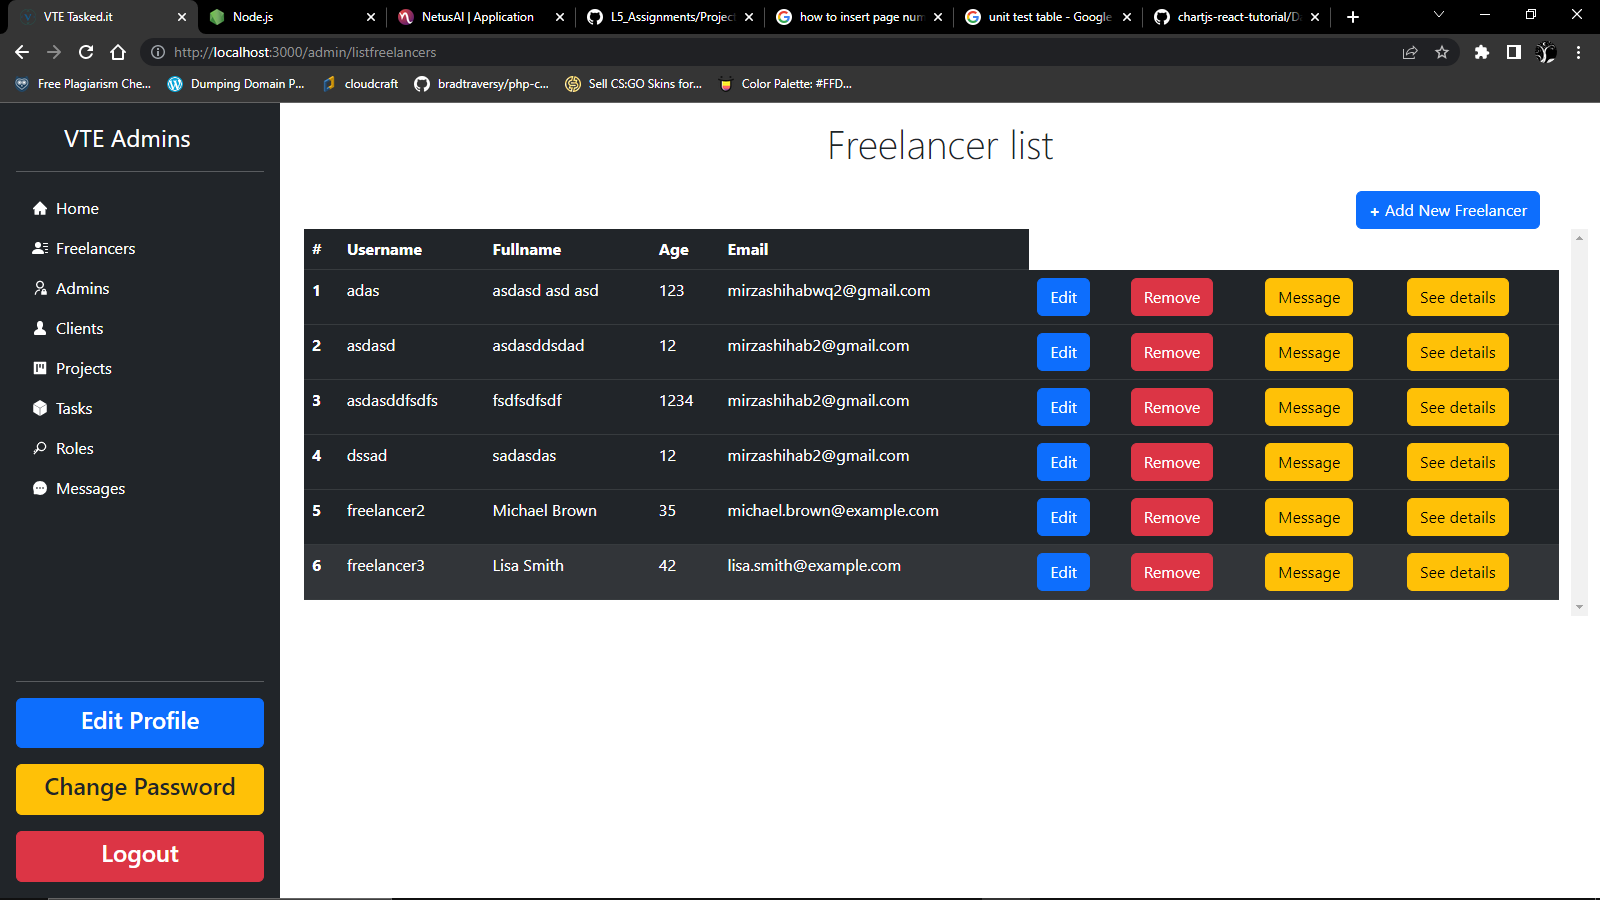 VTE Tasked.it Node.js NetusAI | Application L5_Assignments/Project how to insert page num unit test table - Google chartjs-react-tutorial/D
http://localhost:3000/admin/listfreelancers
Free Plagiarism Che... Dumping Domain P... cloudcraft bradtraversy/php-c... Sell CS:GO Skins for... Color Palette: #FFD...
VTE Admins
Home
Freelancers
Admins
Clients
Projects
Tasks
Roles
Messages
Edit Profile
Change Password
Logout
Freelancer list
+ Add New Freelancer
# Username Fullname Age Email
1 adas asdasd asd asd 123 mirzashihabwq2@gmail.com Edit Remove Message See details
2 asdasd asdasddsdad 12 mirzashihab2@gmail.com Edit Remove Message See details
3 asdasddfsdfs fsdfsdfsdf 1234 mirzashihab2@gmail.com Edit Remove Message See details
4 dssad sadasdas 12 mirzashihab2@gmail.com Edit Remove Message See details
5 freelancer2 Michael Brown 35 michael.brown@example.com Edit Remove Message See details
6 freelancer3 Lisa Smith 42 lisa.smith@example.com Edit Remove Message See details